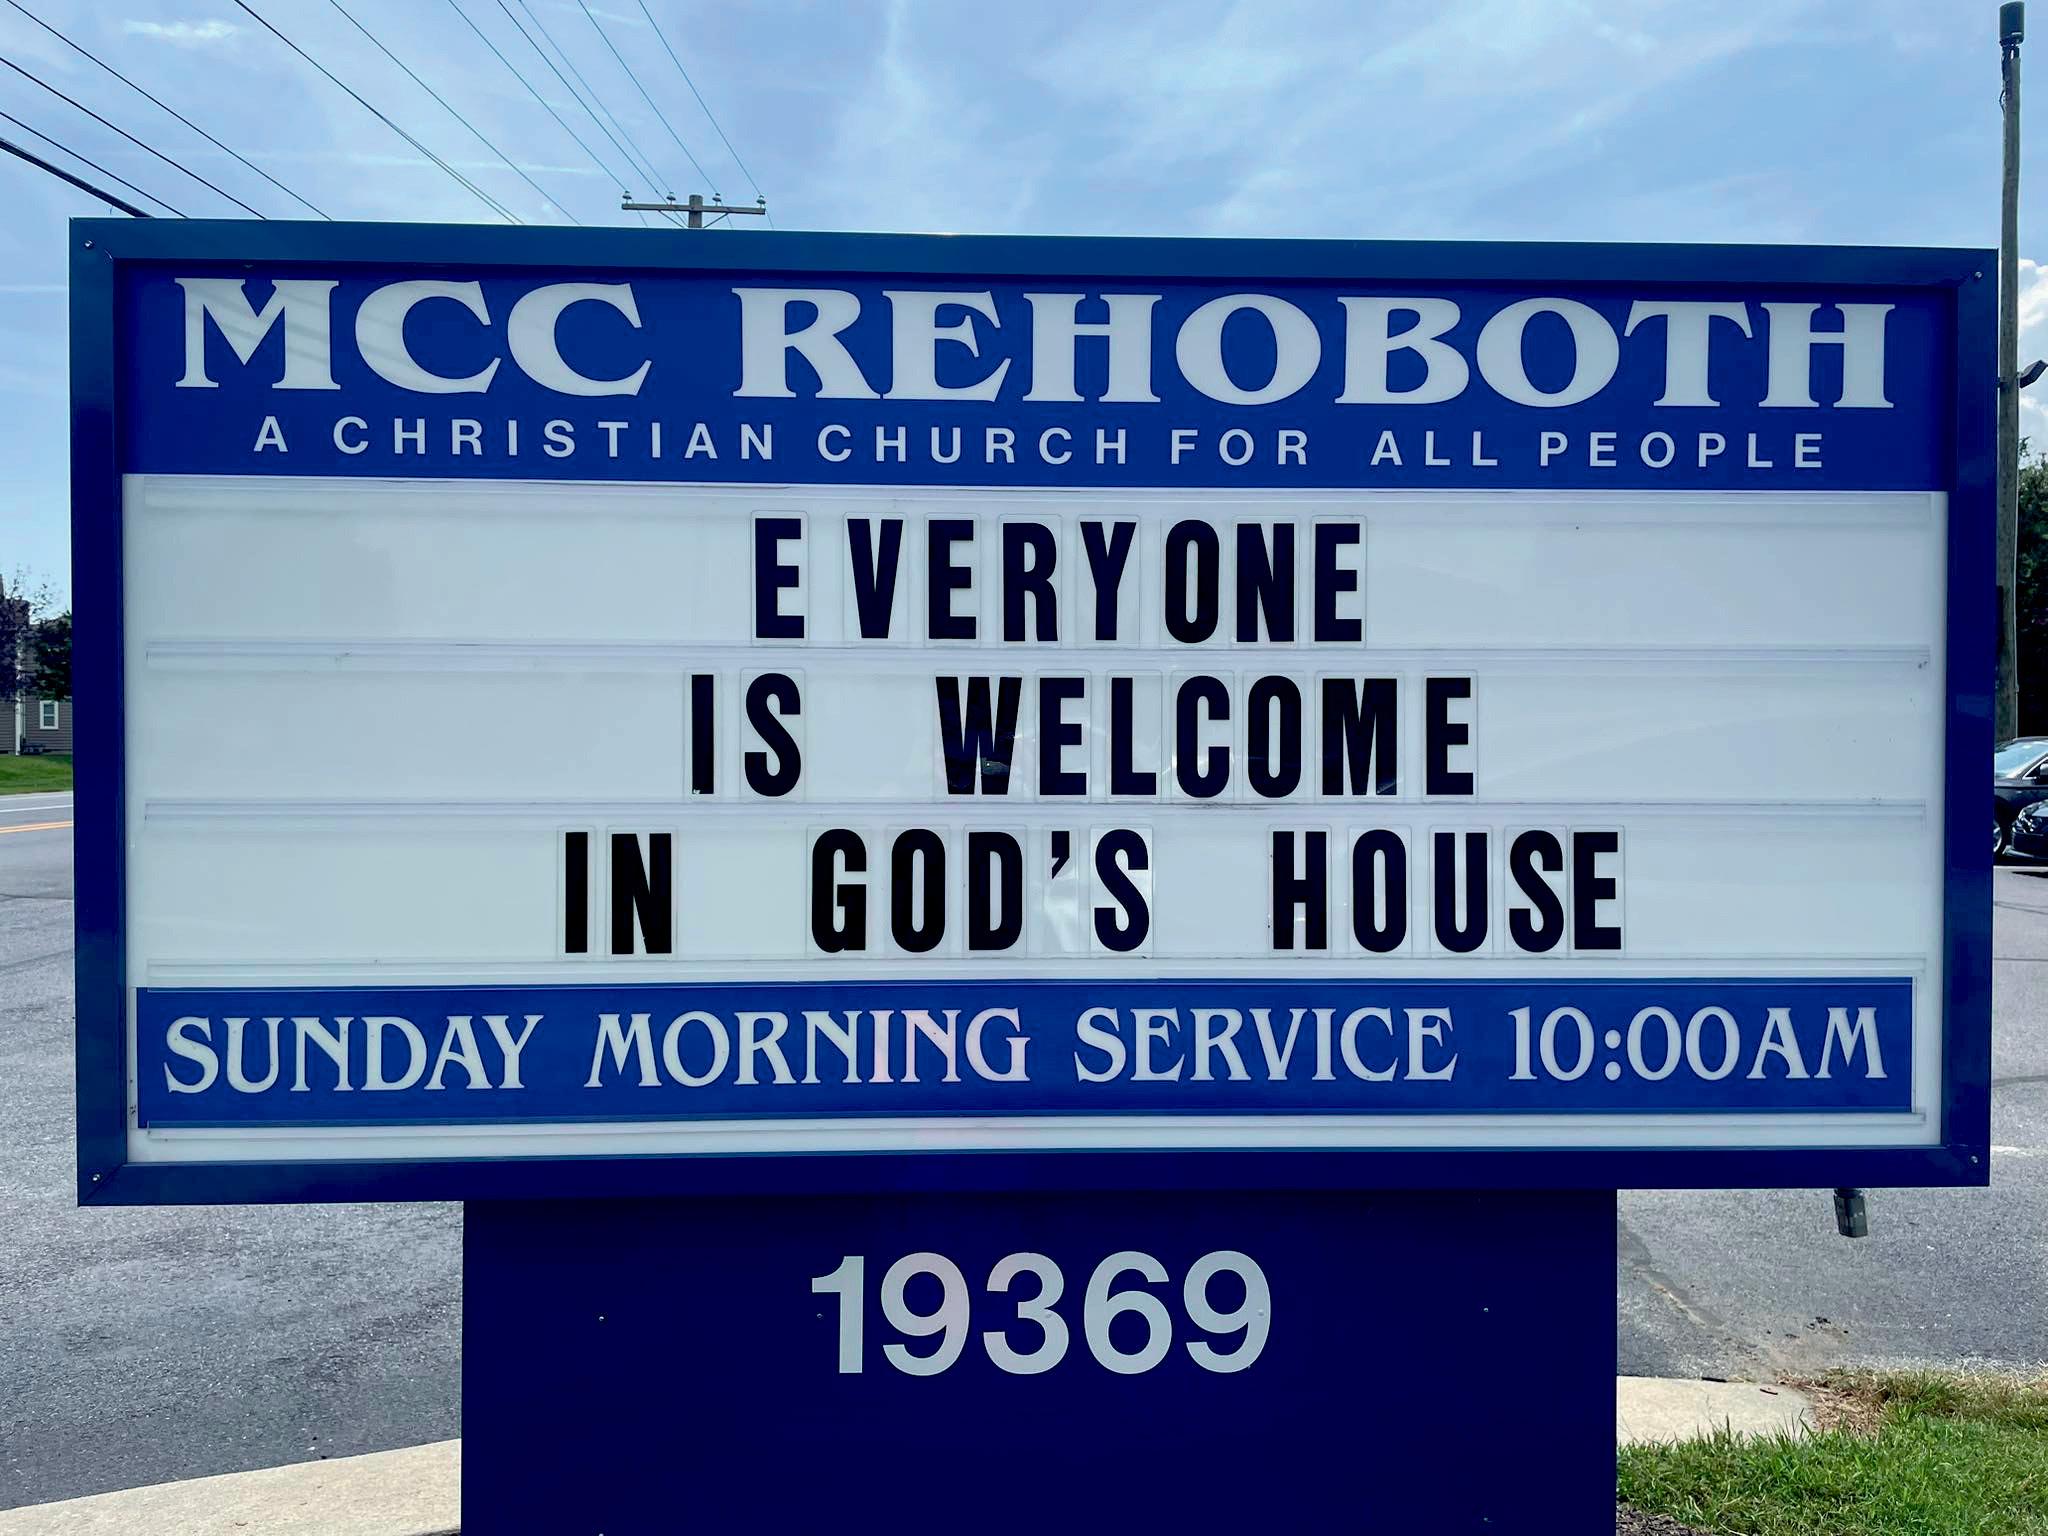 MCC REHOBOTH
A CHRISTIAN CHURCH FOR ALL PEOPLE
EVERYONE
IS WELCOME
IN GOD'S HOUSE
SUNDAY MORNING SERVICE 10:00AM
19369